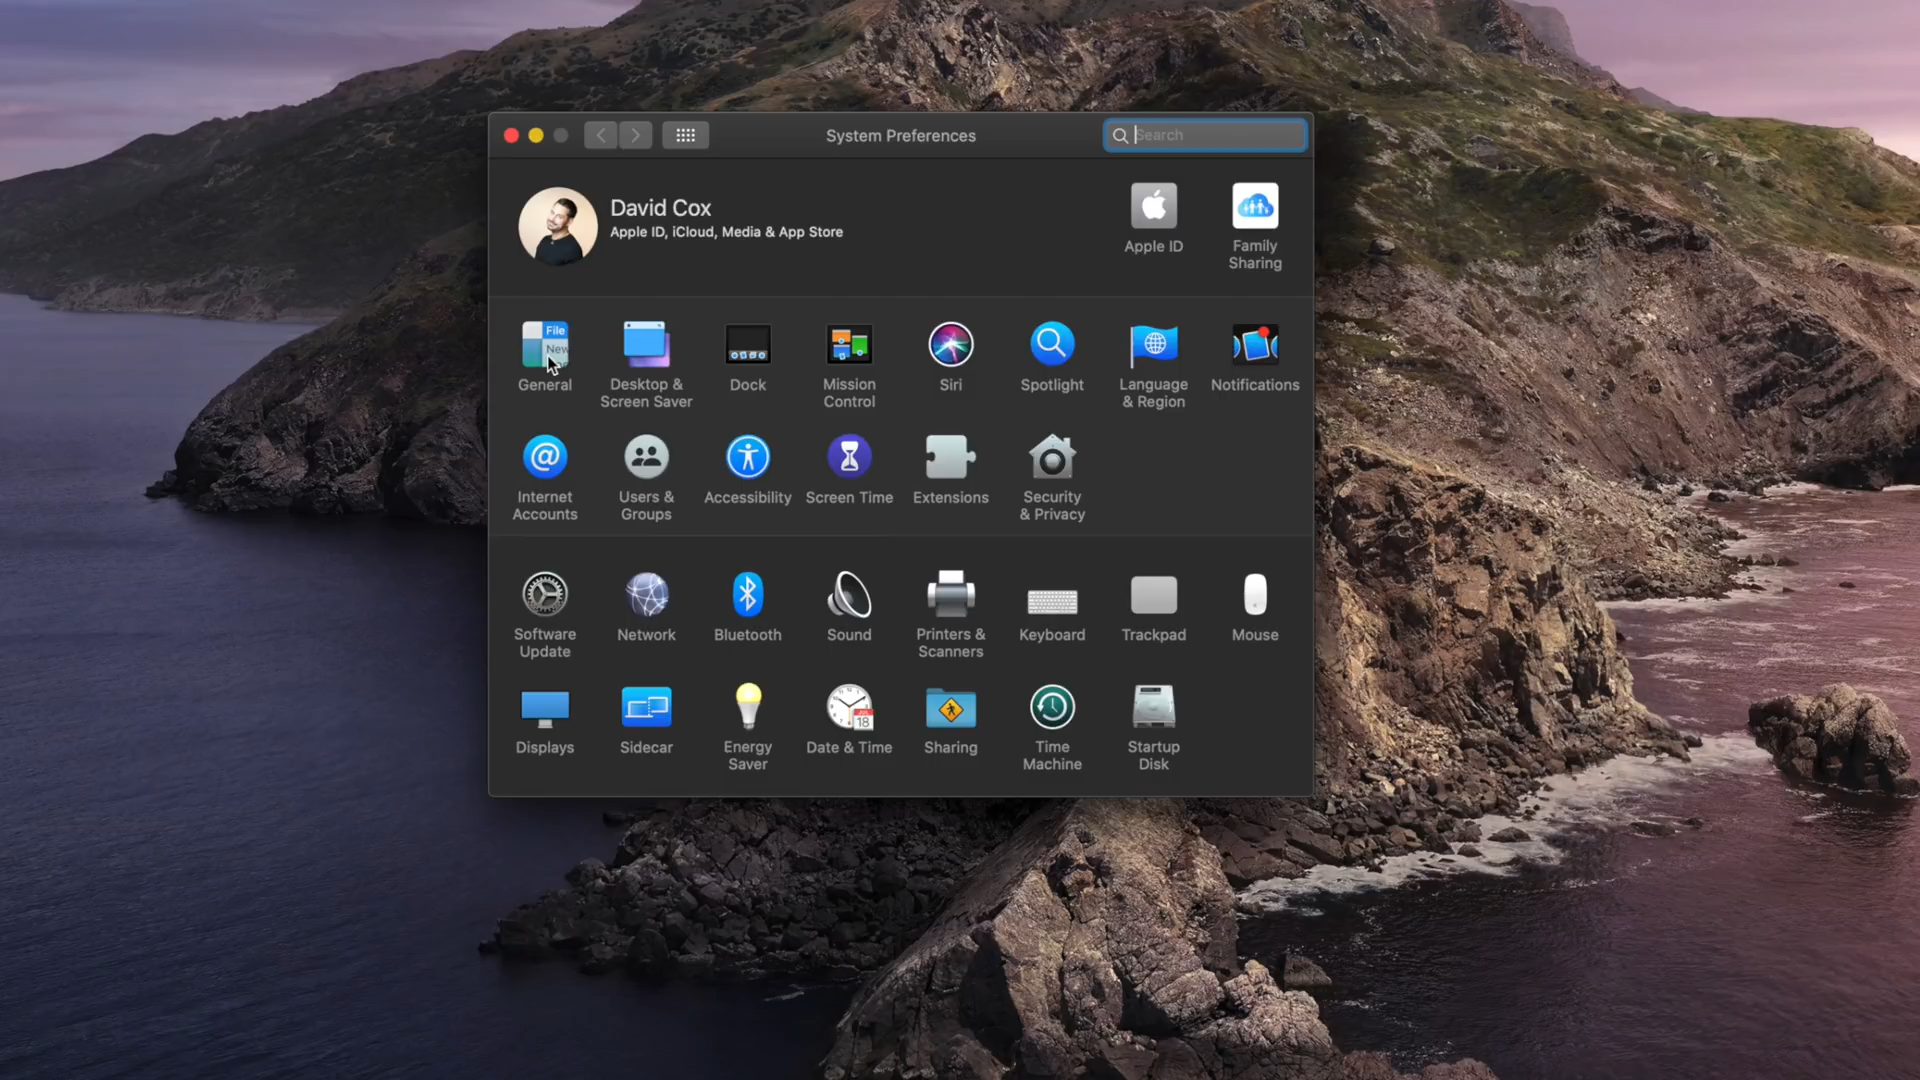 System Preferences
Search
David Cox
Apple ID, iCloud, Media & App Store
Apple ID
Family
Sharing
File
New
General
Desktop &
Screen Saver
Dock
Mission
Control
Siri
Spotlight
Language
& Region
Notifications
Internet
Accounts
Users &
Groups
Accessibility
Screen Time
Extensions
Security
& Privacy
Software
Update
Network
Bluetooth
Sound
Printers &
Scanners
Keyboard
Trackpad
Mouse
Displays
Sidecar
Energy
Saver
JUL
18
Date & Time
Sharing
Time
Machine
Startup
Disk